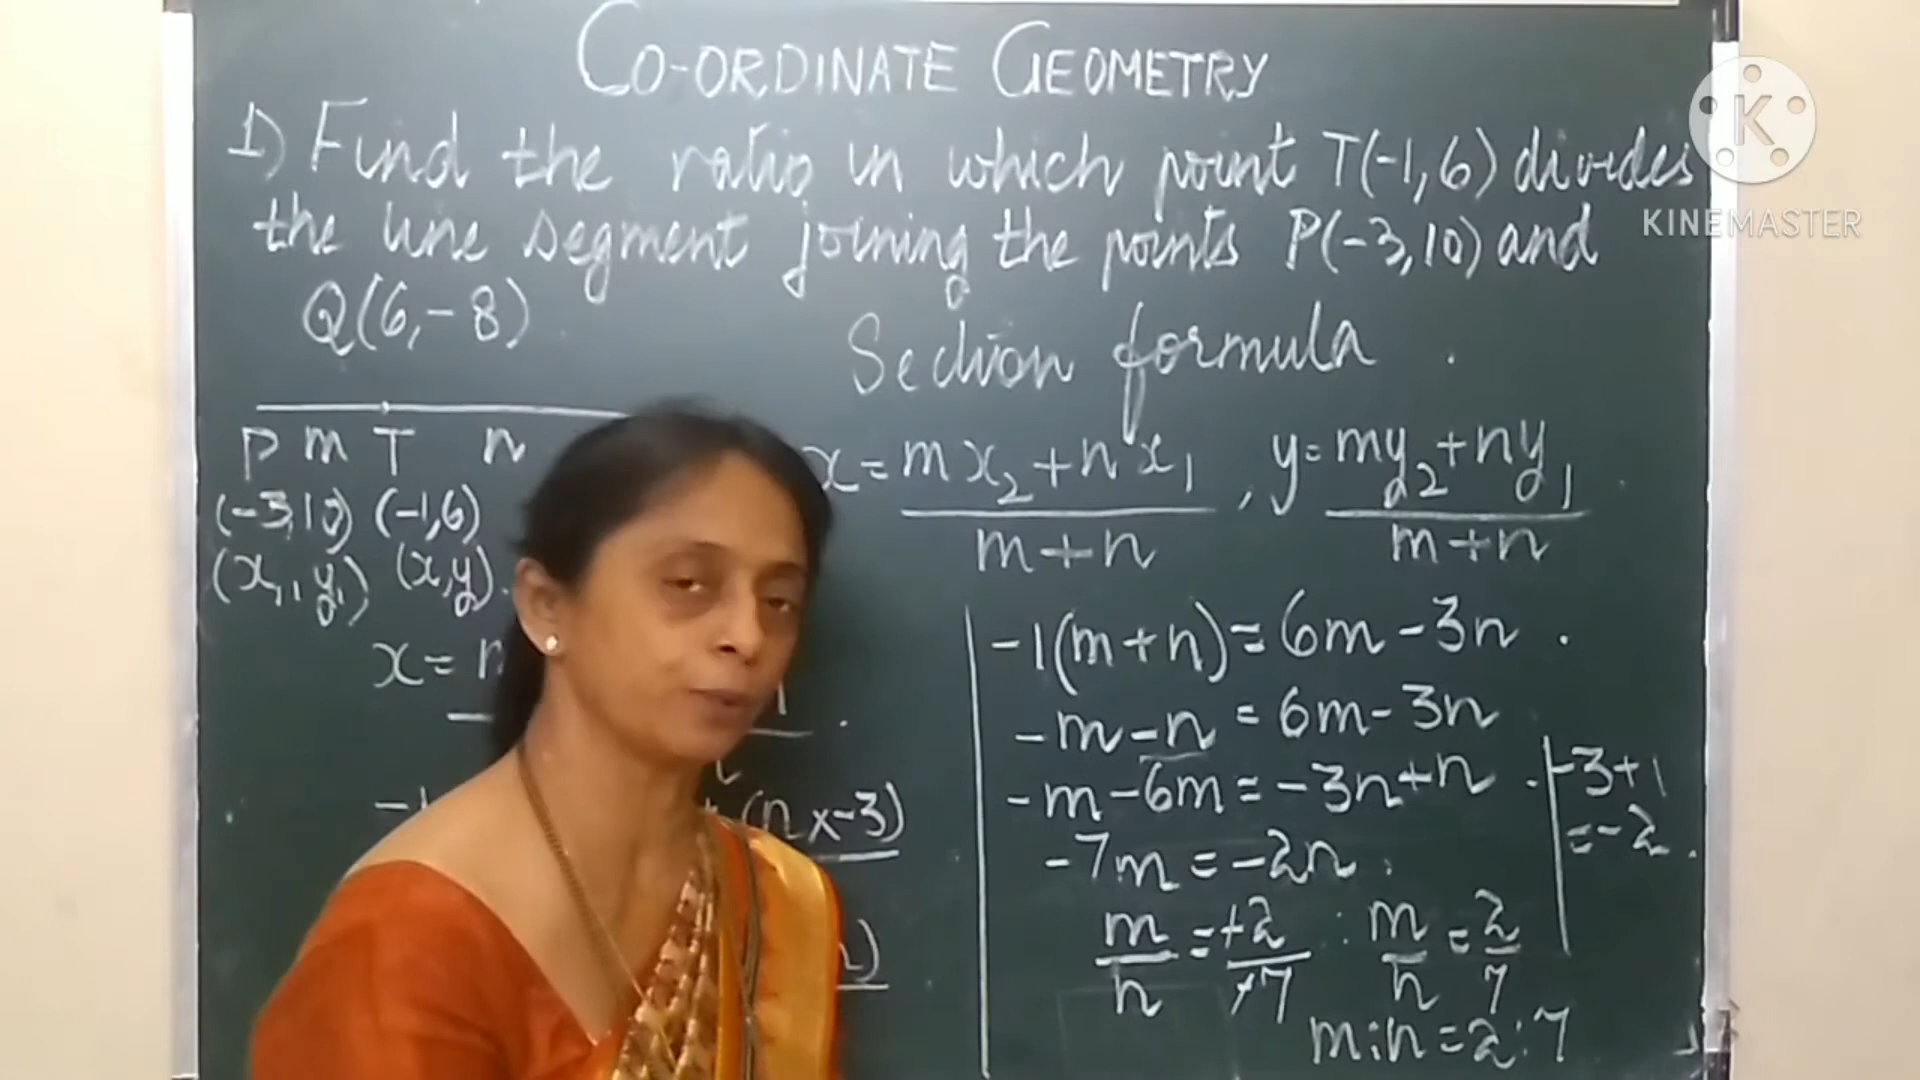 CO-ORDINATE GEOMETRY
1) Find the ratio in which point T(-1,6) divides
the line segment joining the points P(-3,10) and
Q(6,-8)
K
KINEMASTER
Section formula
P m T n
(-3,10) (-1,6)
(x₁, y₁) (x,y).
x =
(n x -3)
x = mx₂ + nx₁ / m+n , y = my₂ + ny₁ / m+n
-1(m+n) = 6m - 3n .
-m - n = 6m - 3n
-m - 6m = -3n + n
-7m = -2n
-3+1
= -2
m/n = +2/+7 m/n = 2/7
m:n = 2:7